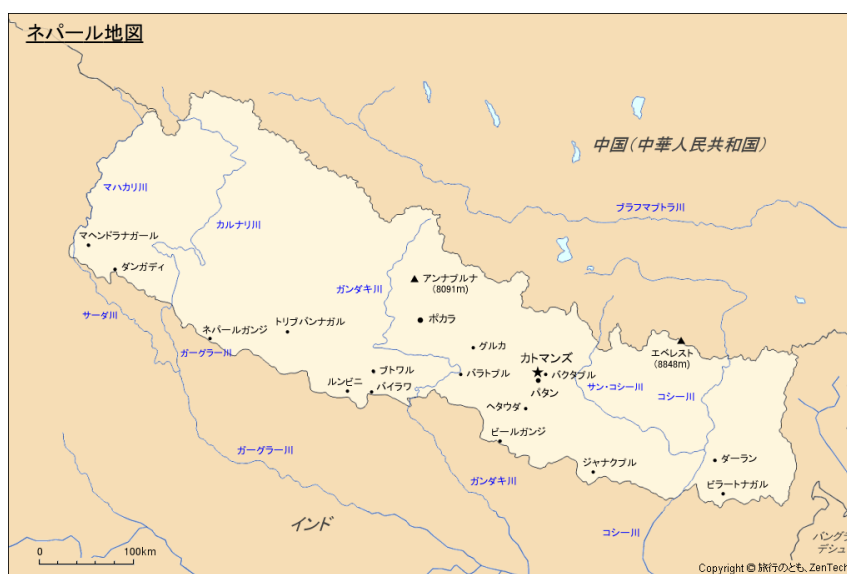 ネパール地図
中国(中華人民共和国)
マハカリ川
ブラフマプトラ川
カルナリ川
マヘンドラナガール
ダンガディ
ガンダキ川
アンナプルナ
(8091m)
サーダ川
ポカラ
トリブバンナガル
ネパールガンジ
グルカ
ガーグラー川
カトマンズ
エベレスト
(8848m)
ブトワル
バラトプル
バクタプル
サン・コシー川
ルンビニ
バイラワ
パタン
コシー川
ヘタウダ
ビールガンジ
ガーグラー川
ジャナクプル
ダーラン
ガンダキ川
ビラートナガル
インド
コシー川
バングラ
デシュ
0
100km
Copyright © 旅行のとも、ZenTech